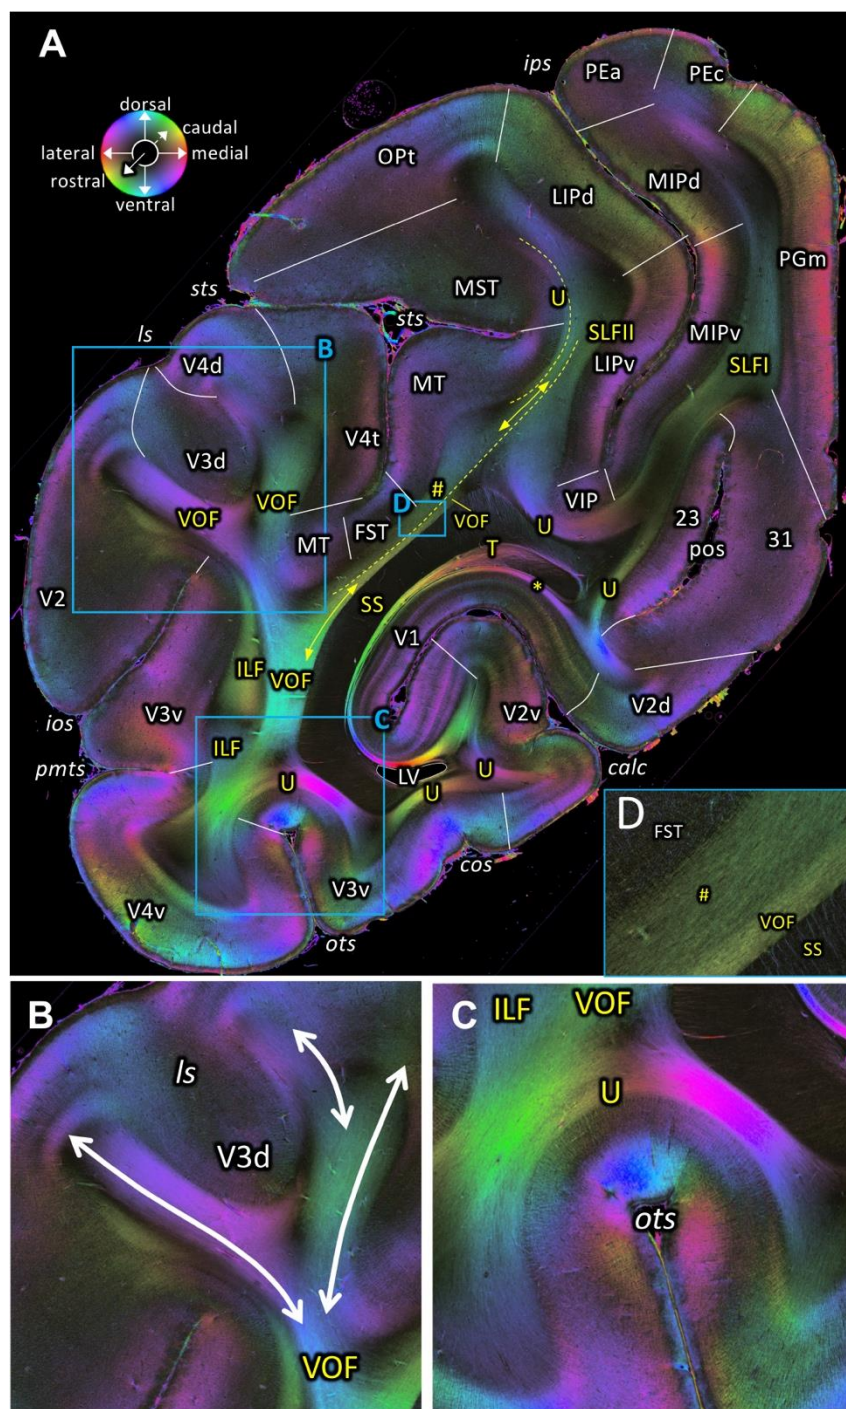 A
dorsal
caudal
lateral
medial
rostral
ventral
ips
PEa
PEc
OPt
LIPd
MIPd
PGm
sts
MST
U
sts
SLFII
MIPv
ls
B
V4d
MT
LIPv
SLFI
V4t
V3d
VOF
VOF
#
D
VOF
VIP
23
pos
31
MT
FST
U
T
V2
SS
*
U
V1
ILF
VOF
V3v
V2v
V2d
ios
C
ILF
pmts
U
LV
U
U
calc
V3v
cos
V4v
ots
D
FST
#
VOF
SS
B
ls
V3d
VOF
C
ILF
VOF
U
ots